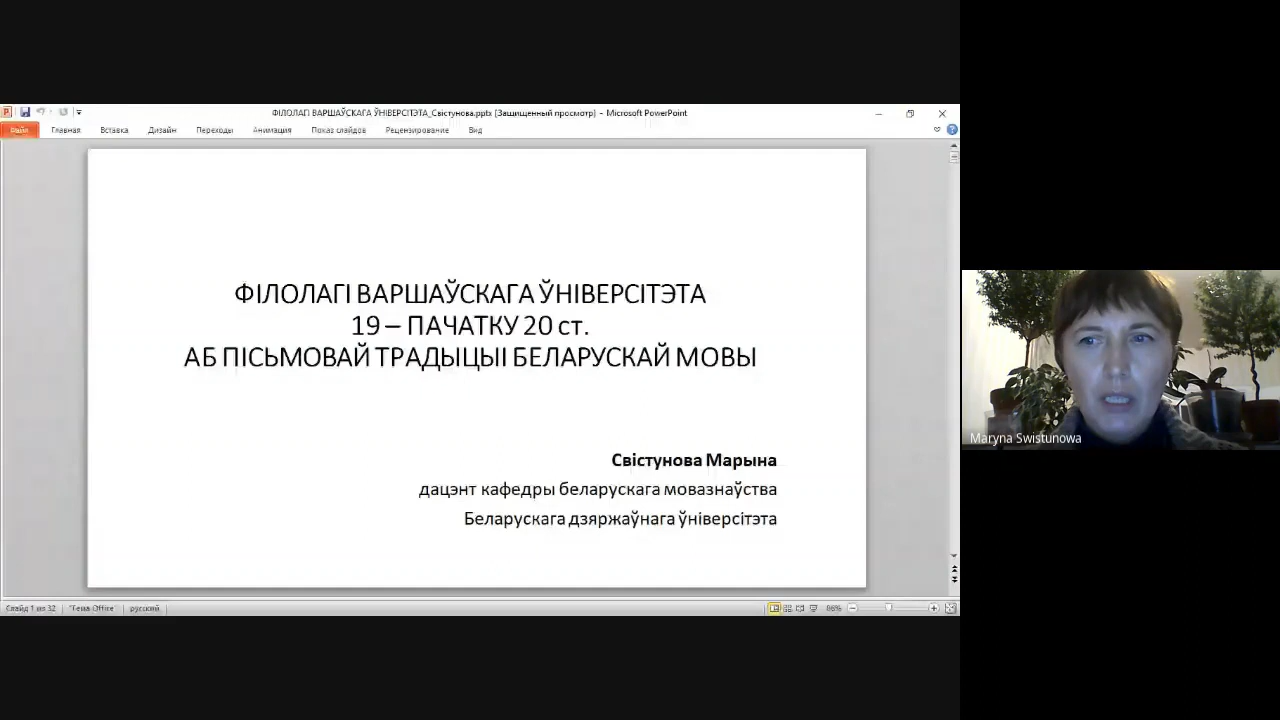 ФІЛОЛАГІ ВАРШАЎСКАГА ЎНІВЕРСІТЭТА_Свістунова.pptx [Защищенный просмотр] – Microsoft PowerPoint
Файл Главная Вставка Дизайн Переходы Анимация Показ слайдов Рецензирование Вид
ФІЛОЛАГІ ВАРШАЎСКАГА ЎНІВЕРСІТЭТА
19 – ПАЧАТКУ 20 ст.
АБ ПІСЬМОВАЙ ТРАДЫЦЫІ БЕЛАРУСКАЙ МОВЫ
Свістунова Марына
дацэнт кафедры беларускага мовазнаўства
Беларускага дзяржаўнага ўніверсітэта
Maryna Swistunowa
Слайд 1 из 32 "Тема Office" русский 86%